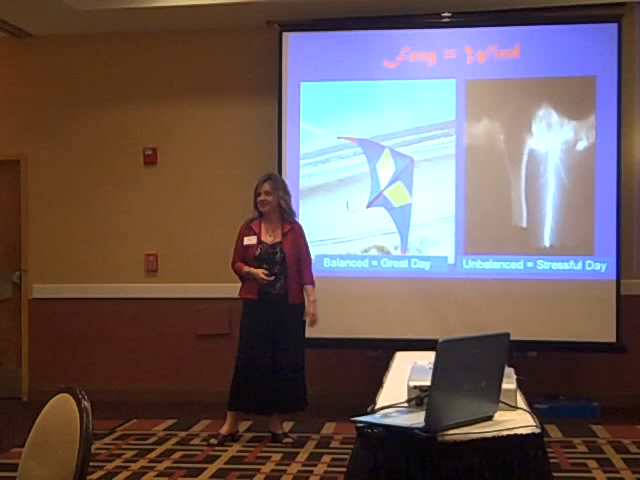 Feng = Wind
Balanced = Great Day
Unbalanced = Stressful Day